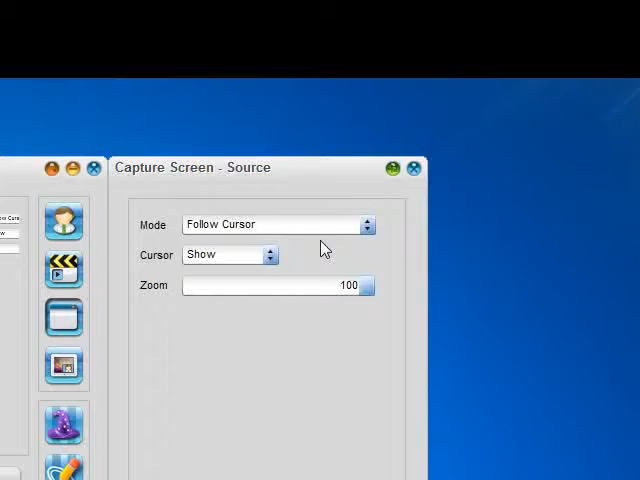 Capture Screen - Source
Mode Follow Cursor
Cursor Show
Zoom 100